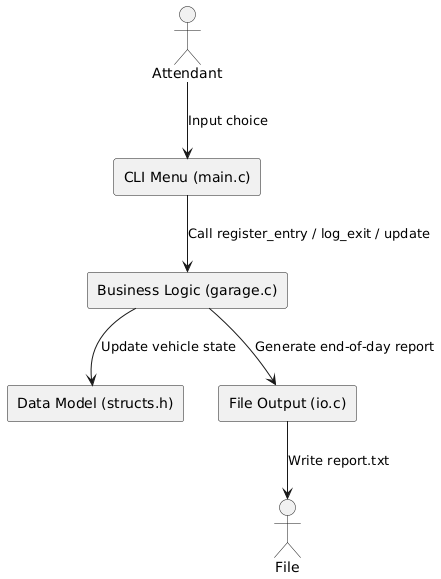 Attendant
Input choice
CLI Menu (main.c)
Call register_entry / log_exit / update
Business Logic (garage.c)
Update vehicle state
Generate end-of-day report
Data Model (structs.h)
File Output (io.c)
Write report.txt
File